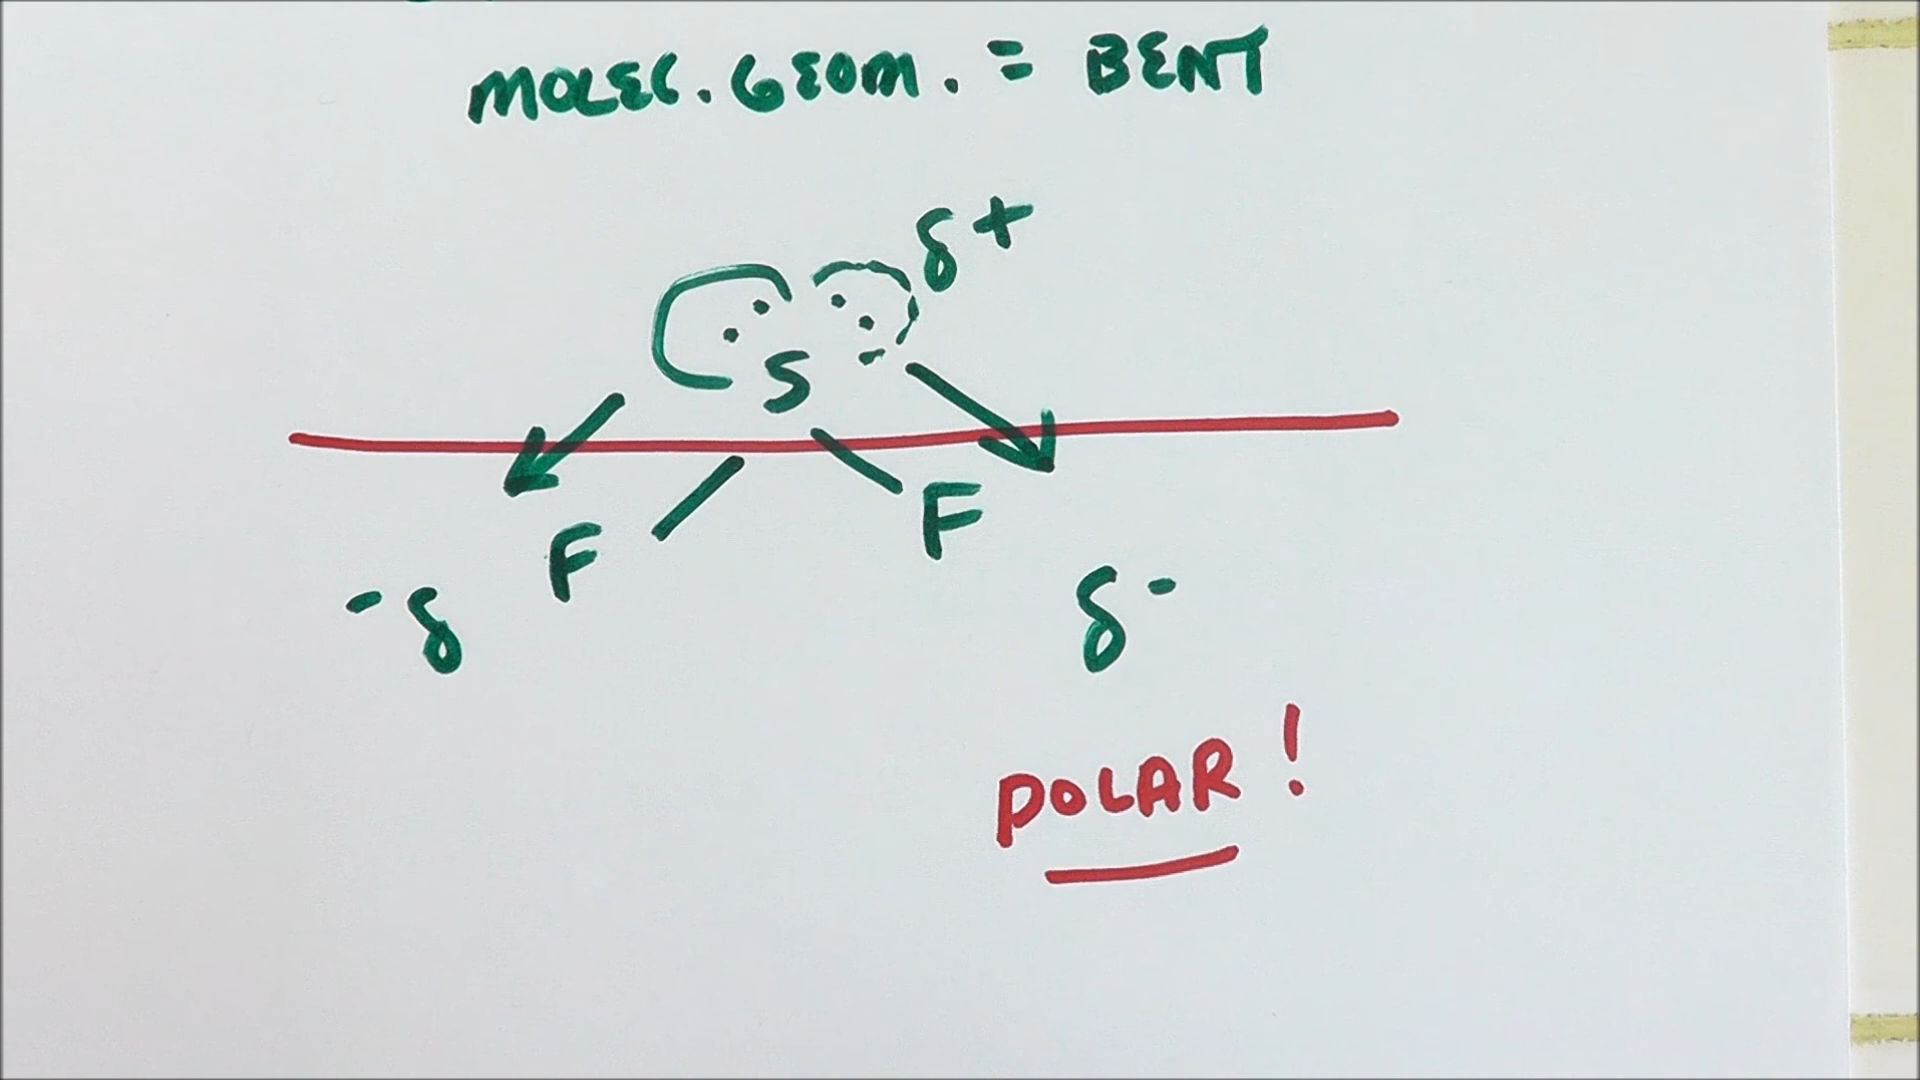 MOLEC. GEOM. = BENT
δ+
S
F F
-δ δ-
POLAR!